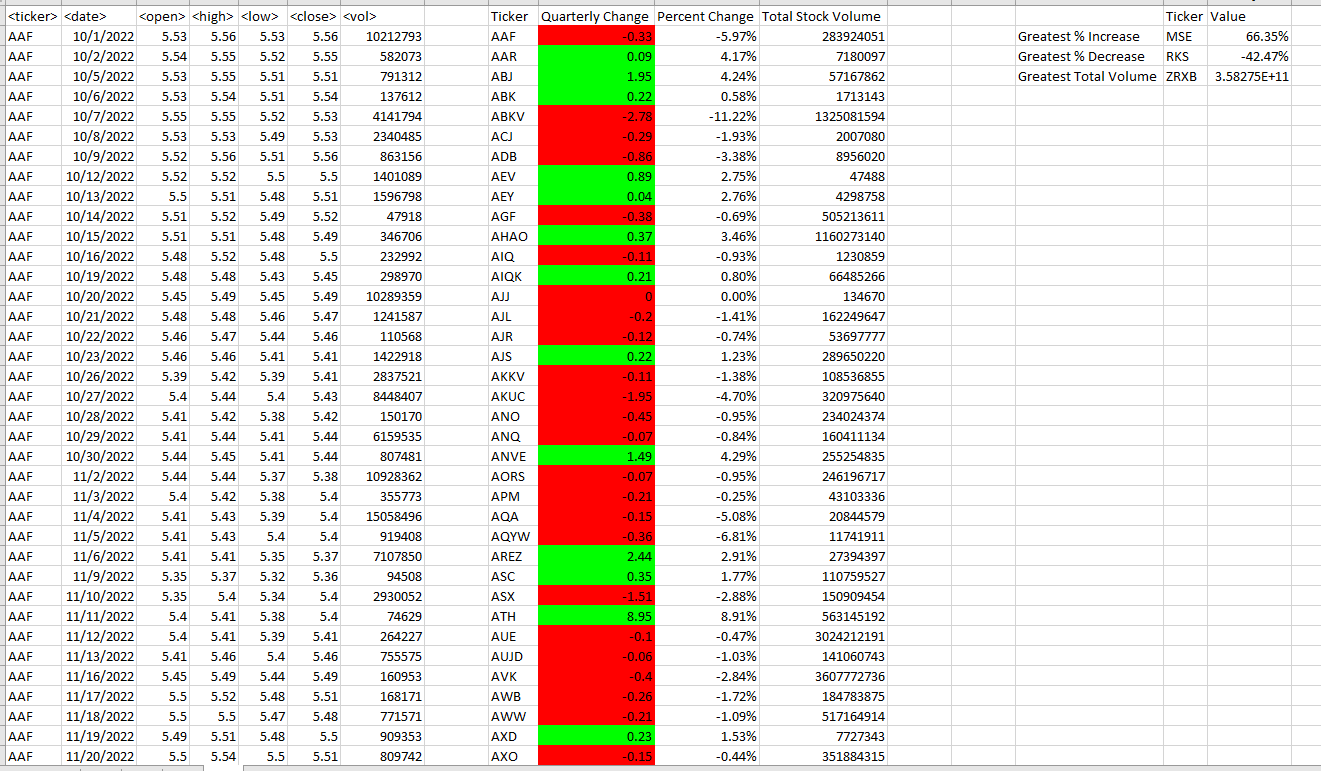 <ticker> <date> <open> <high> <low> <close> <vol> Ticker Quarterly Change Percent Change Total Stock Volume Ticker Value
AAF 10/1/2022 5.53 5.56 5.53 5.56 10212793 AAF -0.33 -5.97% 283924051 Greatest % Increase MSE 66.35%
AAF 10/2/2022 5.54 5.55 5.52 5.55 582073 AAR 0.09 4.17% 7180097 Greatest % Decrease RKS -42.47%
AAF 10/5/2022 5.53 5.55 5.51 5.51 791312 ABJ 1.95 4.24% 57167862 Greatest Total Volume ZRXB 3.58275E+11
AAF 10/6/2022 5.53 5.54 5.51 5.54 137612 ABK 0.22 0.58% 1713143
AAF 10/7/2022 5.55 5.55 5.52 5.53 4141794 ABKV -2.78 -11.22% 1325081594
AAF 10/8/2022 5.53 5.53 5.49 5.53 2340485 ACJ -0.29 -1.93% 2007080
AAF 10/9/2022 5.52 5.56 5.51 5.56 863156 ADB -0.86 -3.38% 8956020
AAF 10/12/2022 5.52 5.52 5.5 5.5 1401089 AEV 0.89 2.75% 47488
AAF 10/13/2022 5.5 5.51 5.48 5.51 1596798 AEY 0.04 2.76% 4298758
AAF 10/14/2022 5.51 5.52 5.49 5.52 47918 AGF -0.38 -0.69% 505213611
AAF 10/15/2022 5.51 5.51 5.48 5.49 346706 AHAO 0.37 3.46% 1160273140
AAF 10/16/2022 5.48 5.52 5.48 5.5 232992 AIQ -0.11 -0.93% 1230859
AAF 10/19/2022 5.48 5.48 5.43 5.45 298970 AIQK 0.21 0.80% 66485266
AAF 10/20/2022 5.45 5.49 5.45 5.49 10289359 AJJ 0 0.00% 134670
AAF 10/21/2022 5.48 5.48 5.46 5.47 1241587 AJL -0.2 -1.41% 162249647
AAF 10/22/2022 5.46 5.47 5.44 5.46 110568 AJR -0.12 -0.74% 53697777
AAF 10/23/2022 5.46 5.46 5.41 5.41 1422918 AJS 0.22 1.23% 289650220
AAF 10/26/2022 5.39 5.42 5.39 5.41 2837521 AKKV -0.11 -1.38% 108536855
AAF 10/27/2022 5.4 5.44 5.4 5.43 8448407 AKUC -1.95 -4.70% 320975640
AAF 10/28/2022 5.41 5.42 5.38 5.42 150170 ANO -0.45 -0.95% 234024374
AAF 10/29/2022 5.41 5.44 5.41 5.44 6159535 ANQ -0.07 -0.84% 160411134
AAF 10/30/2022 5.44 5.45 5.41 5.44 807481 ANVE 1.49 4.29% 255254835
AAF 11/2/2022 5.44 5.44 5.37 5.38 10928362 AORS -0.07 -0.95% 246196717
AAF 11/3/2022 5.4 5.42 5.38 5.4 355773 APM -0.21 -0.25% 43103336
AAF 11/4/2022 5.41 5.43 5.39 5.4 15058496 AQA -0.15 -5.08% 20844579
AAF 11/5/2022 5.41 5.43 5.4 5.4 919408 AQYW -0.36 -6.81% 11741911
AAF 11/6/2022 5.41 5.41 5.35 5.37 7107850 AREZ 2.44 2.91% 27394397
AAF 11/9/2022 5.35 5.37 5.32 5.36 94508 ASC 0.35 1.77% 110759527
AAF 11/10/2022 5.35 5.4 5.34 5.4 2930052 ASX -1.51 -2.88% 150909454
AAF 11/11/2022 5.4 5.41 5.38 5.4 74629 ATH 8.95 8.91% 563145192
AAF 11/12/2022 5.4 5.41 5.39 5.41 264227 AUE -0.1 -0.47% 3024212191
AAF 11/13/2022 5.41 5.46 5.4 5.46 755575 AUJD -0.06 -1.03% 141060743
AAF 11/16/2022 5.45 5.49 5.44 5.49 160953 AVK -0.4 -2.84% 3607772736
AAF 11/17/2022 5.5 5.52 5.48 5.51 168171 AWB -0.26 -1.72% 184783875
AAF 11/18/2022 5.5 5.5 5.47 5.48 771571 AWW -0.21 -1.09% 517164914
AAF 11/19/2022 5.49 5.51 5.48 5.5 909353 AXD 0.23 1.53% 7727343
AAF 11/20/2022 5.5 5.54 5.5 5.51 809742 AXO -0.15 -0.44% 351884315